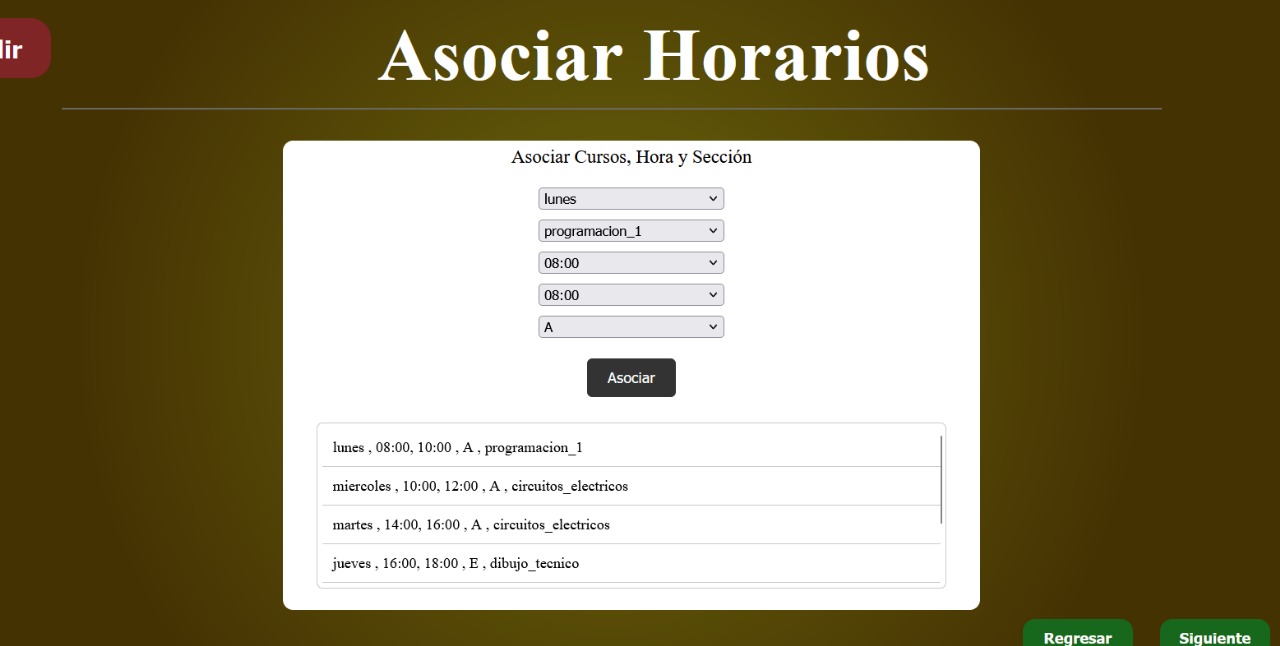 Asociar Horarios
Asociar Cursos, Hora y Sección
lunes
programacion_1
08:00
08:00
A
Asociar
lunes , 08:00, 10:00 , A , programacion_1
miercoles , 10:00, 12:00 , A , circuitos_electricos
martes , 14:00, 16:00 , A , circuitos_electricos
jueves , 16:00, 18:00 , E , dibujo_tecnico
Regresar
Siguiente